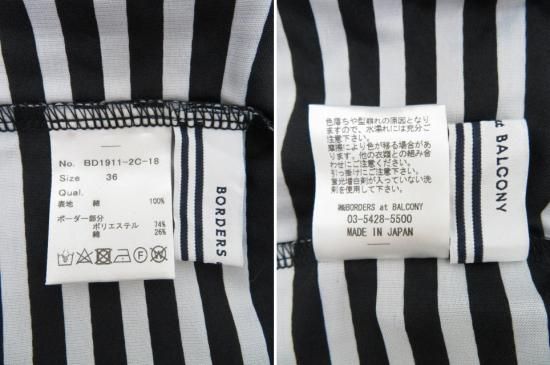 No. BD1911-2C-18
Size 36
Qual.
表地 綿 100%
ボーダー部分
ポリエステル 74%
綿 26%
BORDERS
色落ちや型崩れの原因となり
ますので、水濡れには充分ご
注意下さい。
摩擦により色が移る場合があ
ります。他の衣類との組み合
わせにご注意下さい。
引っ掛けにご注意下さい。
蛍光増白剤が入っていない洗
剤を使用して下さい。
㈱BORDERS at BALCONY
03-5428-5500
MADE IN JAPAN
at BALCONY